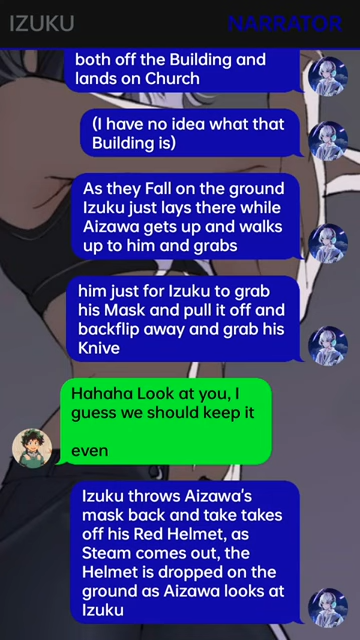 IZUKU NARRATOR
both off the Building and
lands on Church
(I have no idea what that
Building is)
As they Fall on the ground
Izuku just lays there while
Aizawa gets up and walks
up to him and grabs
him just for Izuku to grab
his Mask and pull it off and
backflip away and grab his
Knive
Hahaha Look at you, I
guess we should keep it
even
Izuku throws Aizawa's
mask back and take takes
off his Red Helmet, as
Steam comes out, the
Helmet is dropped on the
ground as Aizawa looks at
Izuku